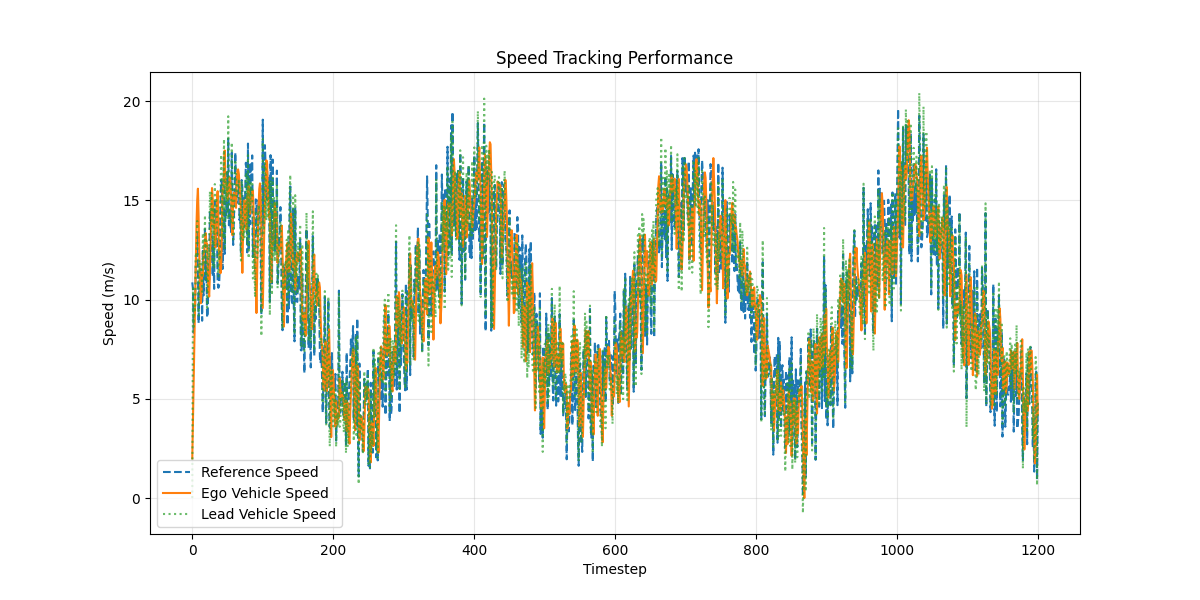 Speed Tracking Performance
Speed (m/s)
20
15
10
5
0
Reference Speed
Ego Vehicle Speed
Lead Vehicle Speed
0 200 400 600 800 1000 1200
Timestep